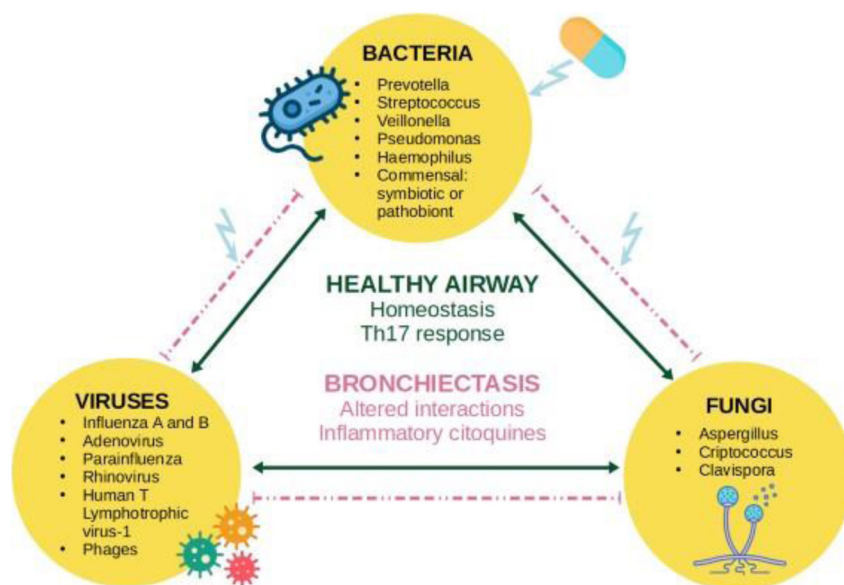 BACTERIA
• Prevotella
• Streptococcus
• Veillonella
• Pseudomonas
• Haemophilus
• Commensal:
symbiotic or
pathobiont
HEALTHY AIRWAY
Homeostasis
Th17 response
BRONCHIECTASIS
Altered interactions
Inflammatory citoquines
VIRUSES
• Influenza A and B
• Adenovirus
• Parainfluenza
• Rhinovirus
• Human T
Lymphotrophic
virus-1
• Phages
FUNGI
• Aspergillus
• Criptococcus
• Clavispora